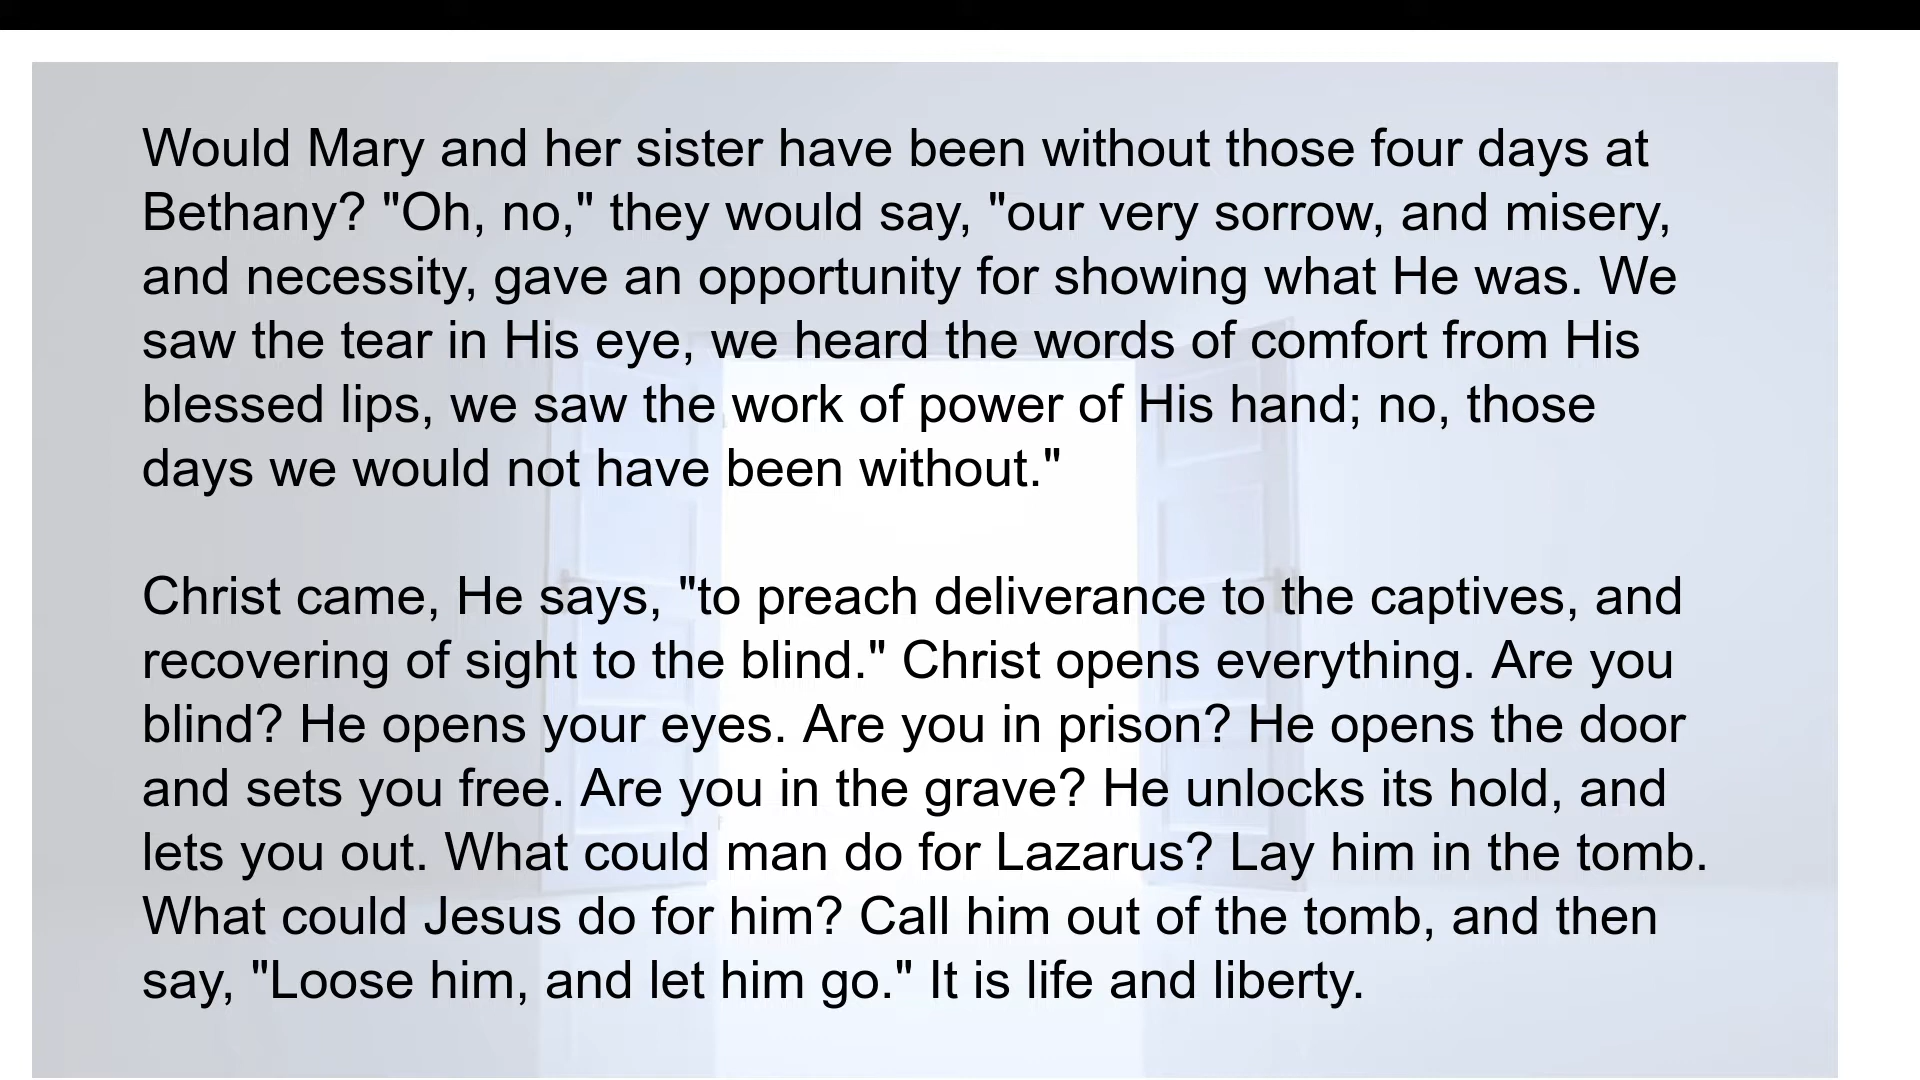 Would Mary and her sister have been without those four days at
Bethany? "Oh, no," they would say, "our very sorrow, and misery,
and necessity, gave an opportunity for showing what He was. We
saw the tear in His eye, we heard the words of comfort from His
blessed lips, we saw the work of power of His hand; no, those
days we would not have been without."
Christ came, He says, "to preach deliverance to the captives, and
recovering of sight to the blind." Christ opens everything. Are you
blind? He opens your eyes. Are you in prison? He opens the door
and sets you free. Are you in the grave? He unlocks its hold, and
lets you out. What could man do for Lazarus? Lay him in the tomb.
What could Jesus do for him? Call him out of the tomb, and then
say, "Loose him, and let him go." It is life and liberty.